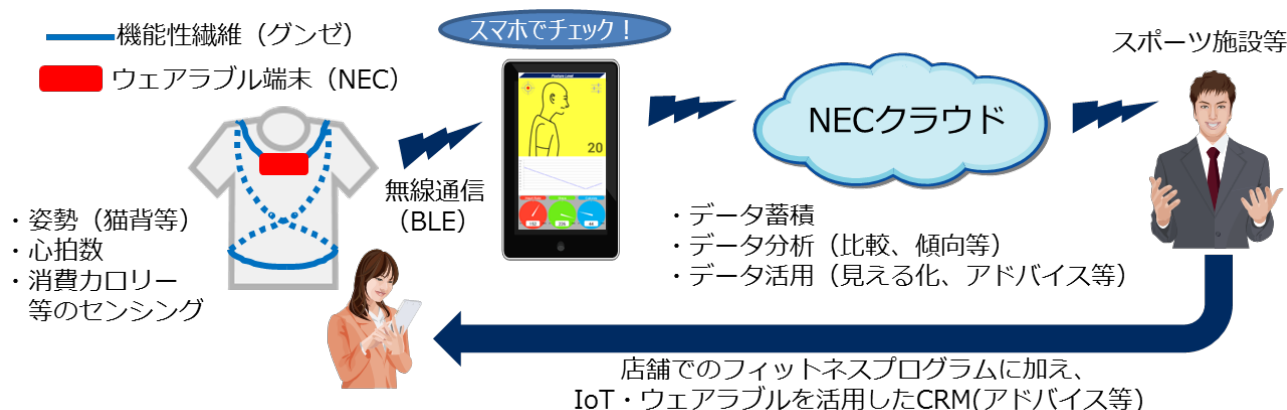 機能性繊維（グンゼ）
ウェアラブル端末（NEC）
・姿勢（猫背等）
・心拍数
・消費カロリー
等のセンシング
無線通信
(BLE)
スマホでチェック！
20
NECクラウド
・データ蓄積
・データ分析（比較、傾向等）
・データ活用（見える化、アドバイス等）
スポーツ施設等
店舗でのフィットネスプログラムに加え、
IoT・ウェアラブルを活用したCRM(アドバイス等）